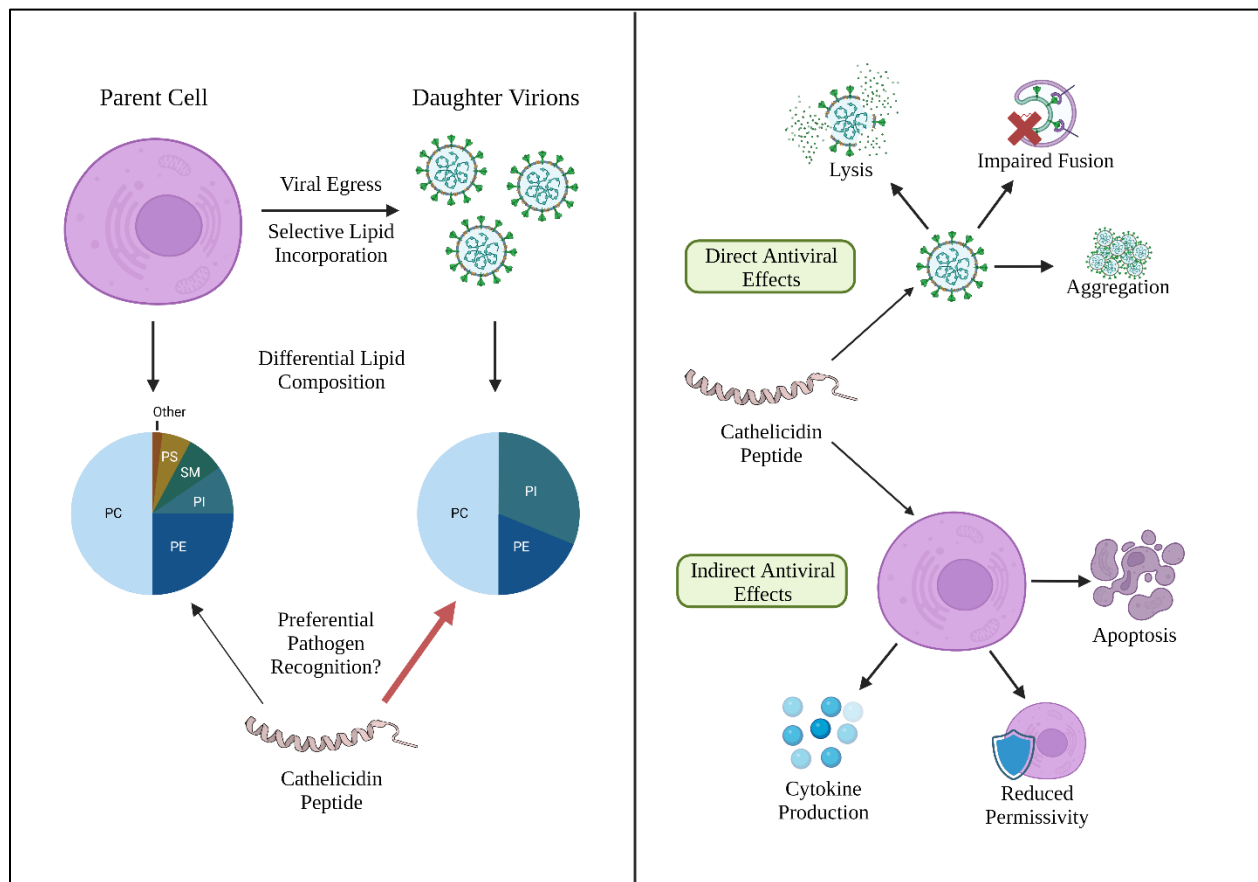 Parent Cell
Daughter Virions
Viral Egress
Selective Lipid
Incorporation
Differential Lipid
Composition
Other
PS
SM
PI
PC
PE
PI
PC
PE
Preferential
Pathogen
Recognition?
Cathelicidin
Peptide
Lysis
Impaired Fusion
Direct Antiviral
Effects
Aggregation
Cathelicidin
Peptide
Indirect Antiviral
Effects
Apoptosis
Cytokine
Production
Reduced
Permissivity